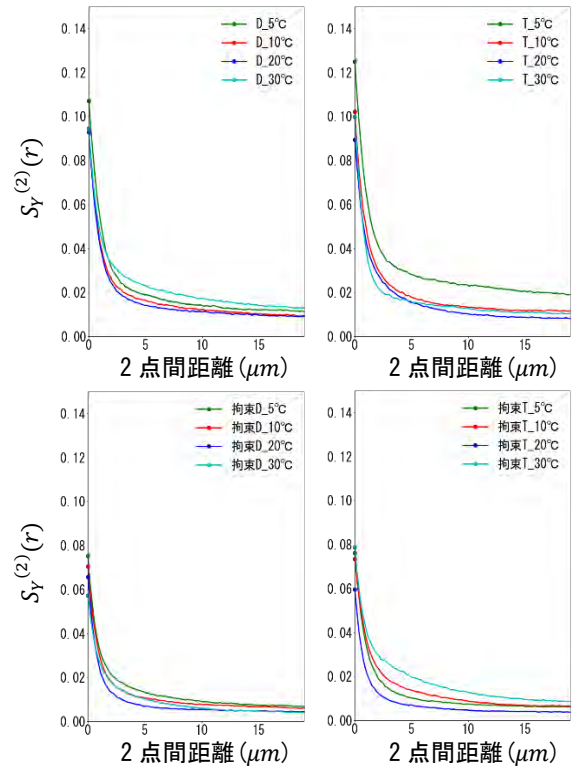 0.14
0.12
0.10
0.08
0.06
0.04
0.02
0.00
S_Y^(2)(r)
D_5℃
D_10℃
D_20℃
D_30℃
0
5
10
15
2点間距離(μm)
0.14
0.12
0.10
0.08
0.06
0.04
0.02
0.00
T_5℃
T_10℃
T_20℃
T_30℃
0
5
10
15
2点間距離(μm)
0.14
0.12
0.10
0.08
0.06
0.04
0.02
0.00
S_Y^(2)(r)
拘束D_5℃
拘束D_10℃
拘束D_20℃
拘束D_30℃
0
5
10
15
2点間距離(μm)
0.14
0.12
0.10
0.08
0.06
0.04
0.02
0.00
拘束T_5℃
拘束T_10℃
拘束T_20℃
拘束T_30℃
0
5
10
15
2点間距離(μm)